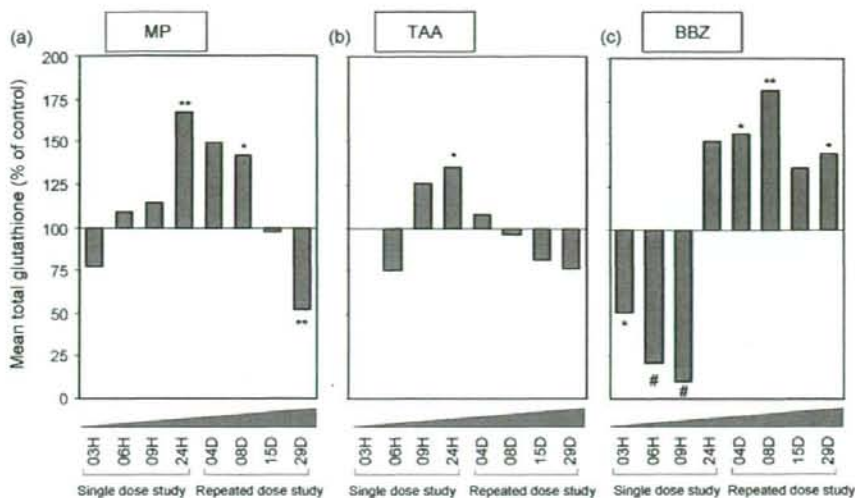 (a) MP (b) TAA (c) BBZ
Mean total glutathione (% of control)
200
175
150
125
100
75
50
25
0
** * ** * * * ** * * # #
03H 06H 09H 24H 04D 08D 15D 29D 03H 06H 09H 24H 04D 08D 15D 29D 03H 06H 09H 24H 04D 08D 15D 29D
Single dose study Repeated dose study Single dose study Repeated dose study Single dose study Repeated dose study